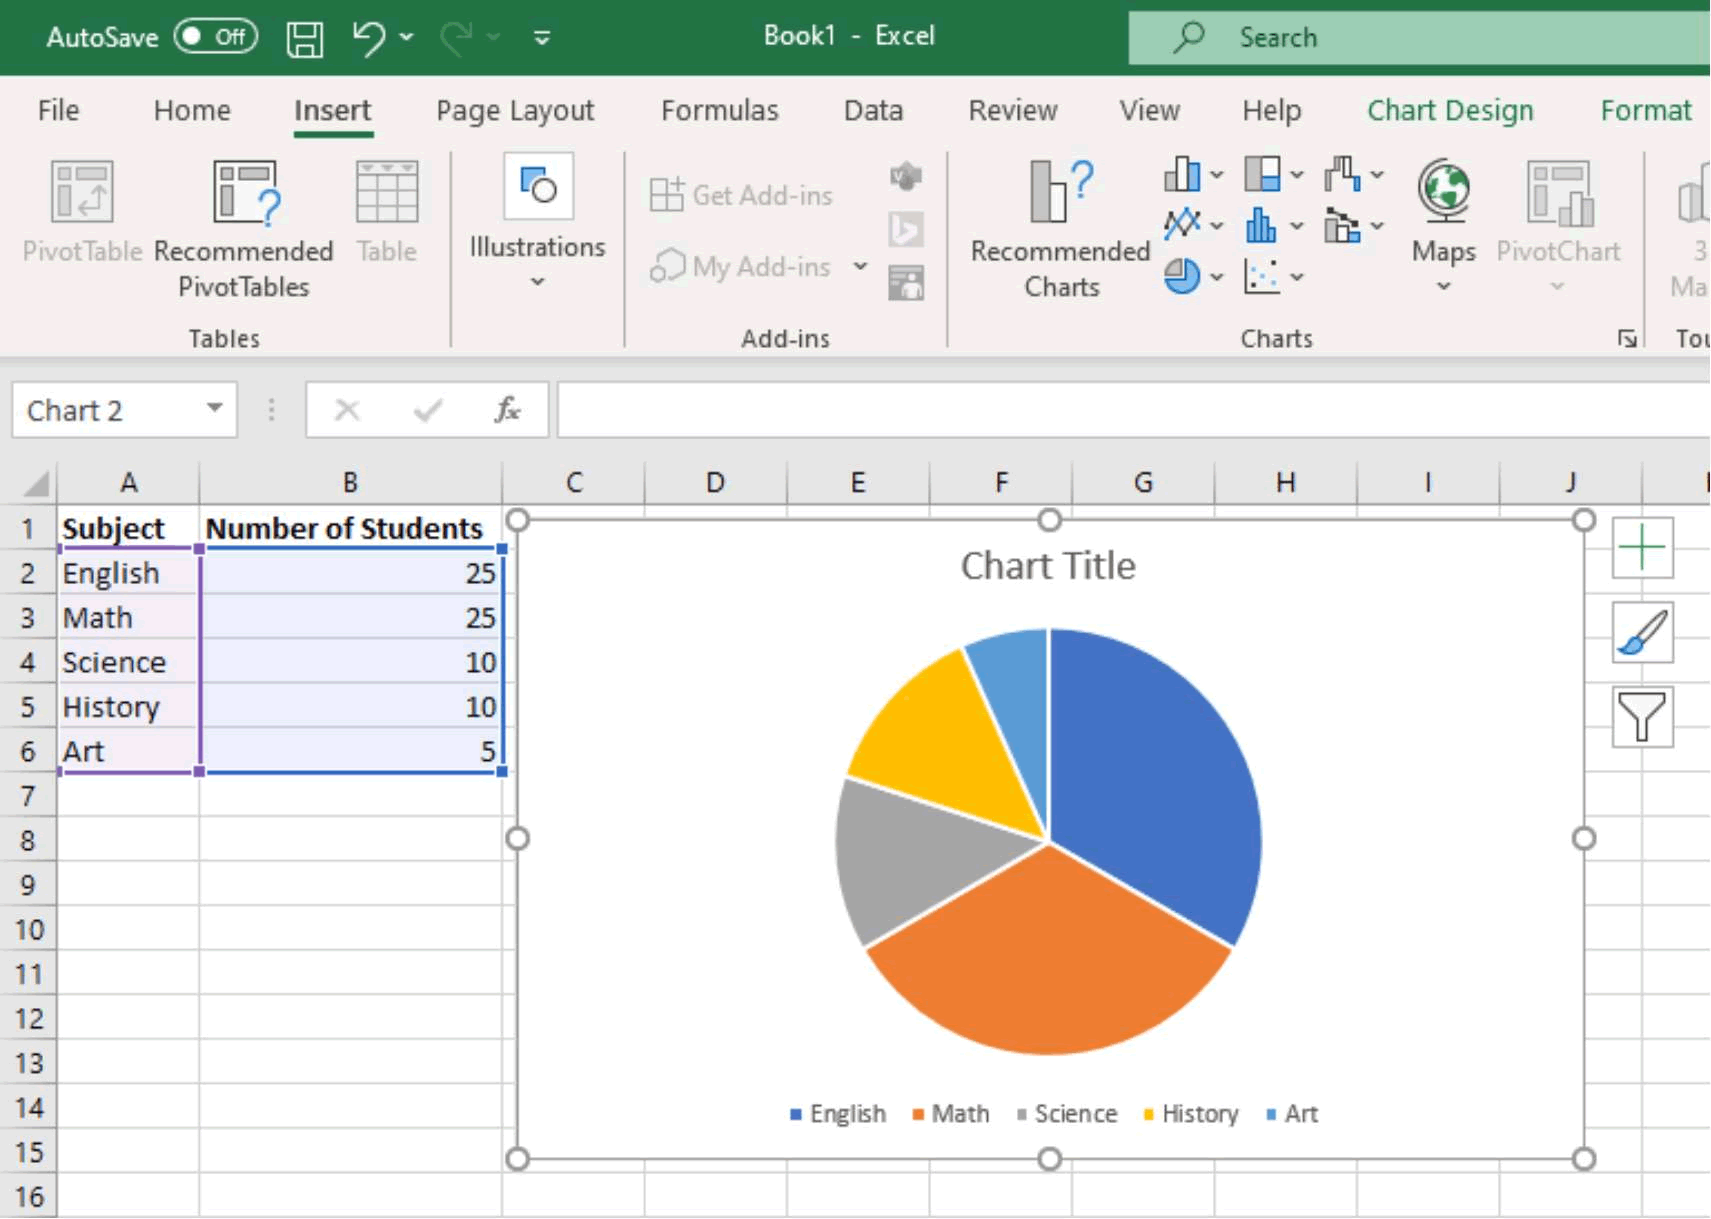 AutoSave Off Book1 - Excel Search
File Home Insert Page Layout Formulas Data Review View Help Chart Design Format
PivotTable Recommended PivotTables Table
Illustrations
Get Add-ins
My Add-ins
Recommended Charts
Maps PivotChart 3
Ma
Tables Add-ins Charts Tou
Chart 2 fx
A B C D E F G H I J
1 Subject Number of Students
2 English 25
3 Math 25
4 Science 10
5 History 10
6 Art 5
7
8
9
10
11
12
13
14
15
16
Chart Title
English Math Science History Art